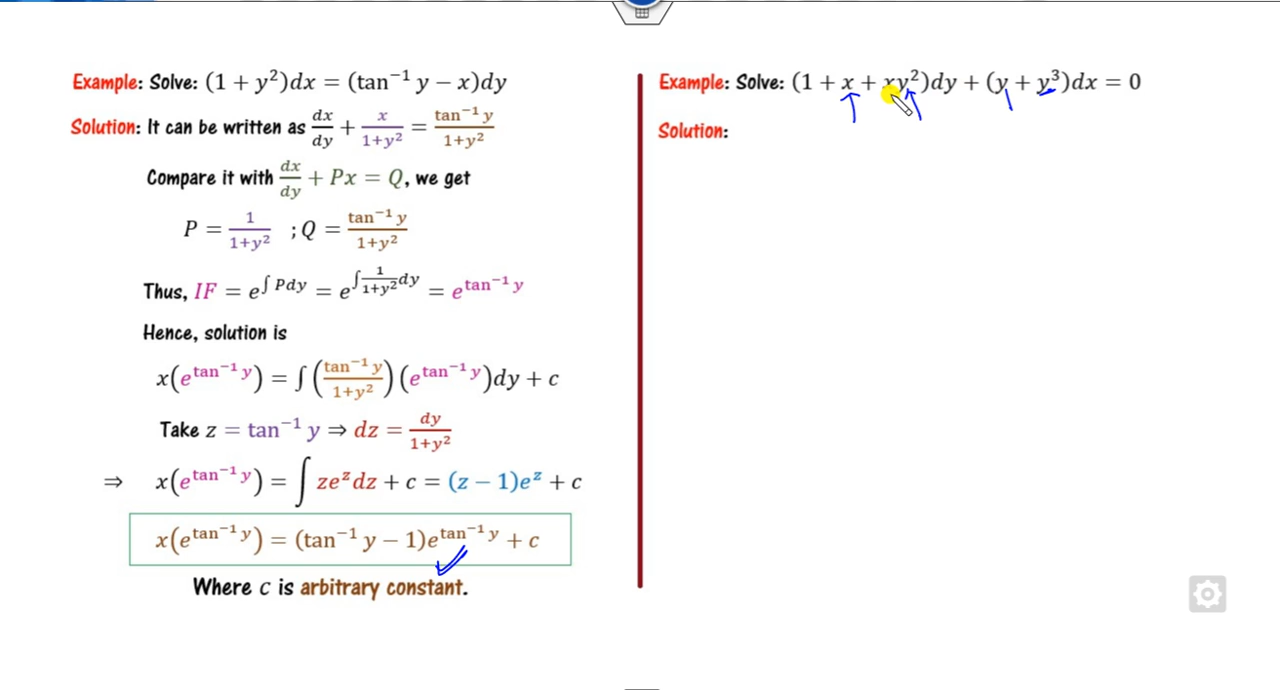 Example: Solve: (1 + y²)dx = (tan⁻¹ y − x)dy
Solution: It can be written as dx/dy + x/(1+y²) = tan⁻¹ y/(1+y²)
Compare it with dx/dy + Px = Q, we get
P = 1/(1+y²) ; Q = tan⁻¹ y/(1+y²)
Thus, IF = e^(∫ Pdy) = e^(∫ 1/(1+y²) dy) = e^(tan⁻¹ y)
Hence, solution is
x(e^(tan⁻¹ y)) = ∫ (tan⁻¹ y/(1+y²)) (e^(tan⁻¹ y))dy + c
Take z = tan⁻¹ y ⇒ dz = dy/(1+y²)
⇒ x(e^(tan⁻¹ y)) = ∫ ze^z dz + c = (z − 1)e^z + c
x(e^(tan⁻¹ y)) = (tan⁻¹ y − 1)e^(tan⁻¹ y) + c
Where c is arbitrary constant.
Example: Solve: (1 + x + xy²)dy + (y + y³)dx = 0
Solution: